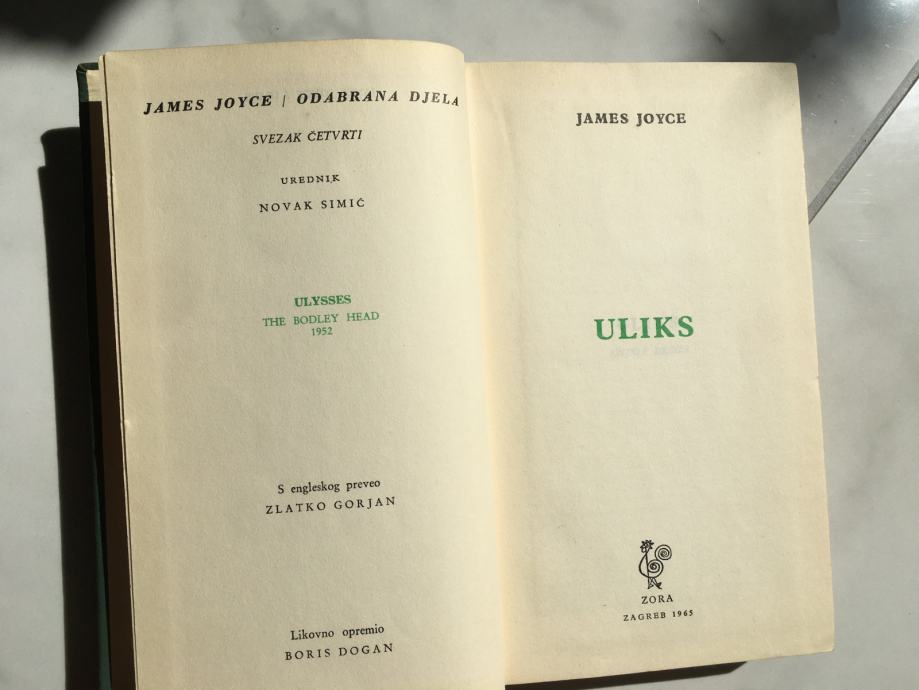 JAMES JOYCE | ODABRANA DJELA
SVEZAK ČETVRTI
UREDNIK
NOVAK SIMIĆ
ULYSSES
THE BODLEY HEAD
1952
S engleskog preveo
ZLATKO GORJAN
Likovno opremio
BORIS DOGAN
JAMES JOYCE
ULIKS
ZORA
ZAGREB 1965